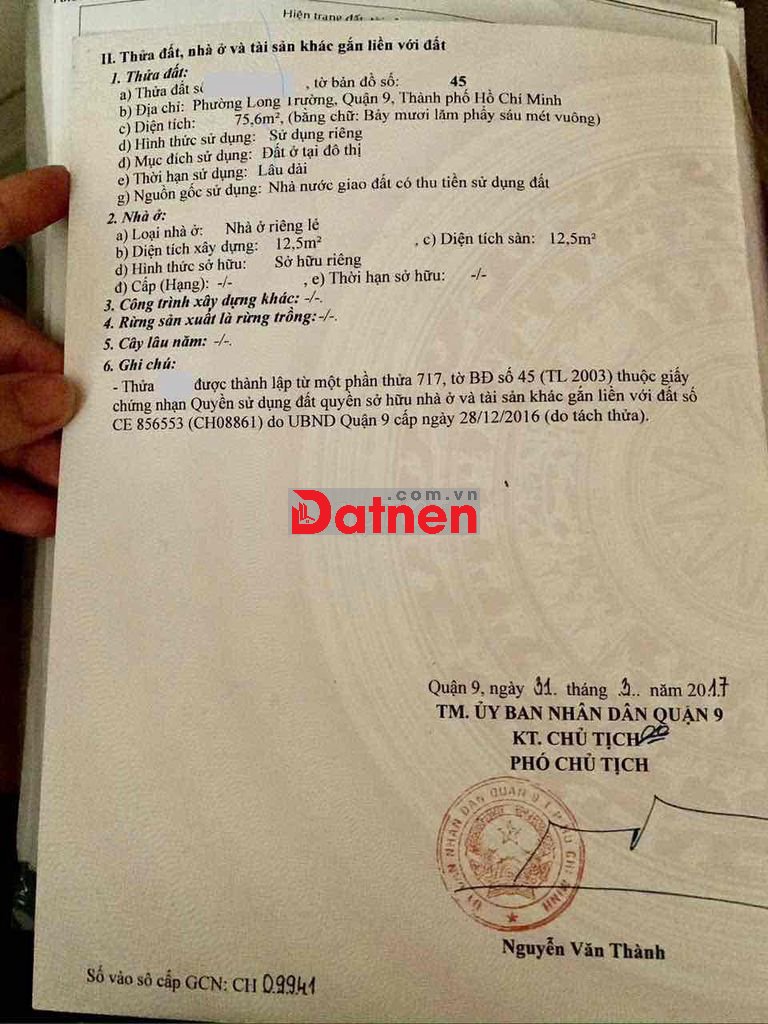 Hiện trạng
II. Thửa đất, nhà ở và tài sản khác gắn liền với đất
1. Thửa đất:
a) Thửa đất số , tờ bản đồ số: 45
b) Địa chỉ: Phường Long Trường, Quận 9, Thành phố Hồ Chí Minh
c) Diện tích: 75,6m², (bằng chữ: Bảy mươi lăm phẩy sáu mét vuông)
d) Hình thức sử dụng: Sử dụng riêng
đ) Mục đích sử dụng: Đất ở tại đô thị
e) Thời hạn sử dụng: Lâu dài
g) Nguồn gốc sử dụng: Nhà nước giao đất có thu tiền sử dụng đất
2. Nhà ở:
a) Loại nhà ở: Nhà ở riêng lẻ
b) Diện tích xây dựng: 12,5m² , c) Diện tích sàn: 12,5m²
d) Hình thức sở hữu: Sở hữu riêng
đ) Cấp (Hạng): -/- , e) Thời hạn sở hữu: -/-
3. Công trình xây dựng khác: -/-.
4. Rừng sản xuất là rừng trồng:-/-.
5. Cây lâu năm: -/-.
6. Ghi chú:
- Thửa được thành lập từ một phần thửa 717, tờ BĐ số 45 (TL 2003) thuộc giấy
chứng nhận Quyền sử dụng đất quyền sở hữu nhà ở và tài sản khác gắn liền với đất số
CE 856553 (CH08861) do UBND Quận 9 cấp ngày 28/12/2016 (do tách thửa).
.com.vn
Datnen
Quận 9, ngày 31. tháng .3.. năm 2017
TM. ỦY BAN NHÂN DÂN QUẬN 9
KT. CHỦ TỊCH
PHÓ CHỦ TỊCH
ỦY BAN NHÂN DÂN QUẬN 9 T.P HỒ CHÍ MINH
Nguyễn Văn Thành
Số vào sổ cấp GCN: CH 09941